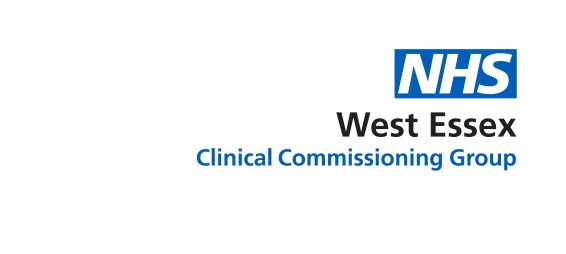 NHS
West Essex
Clinical Commissioning Group